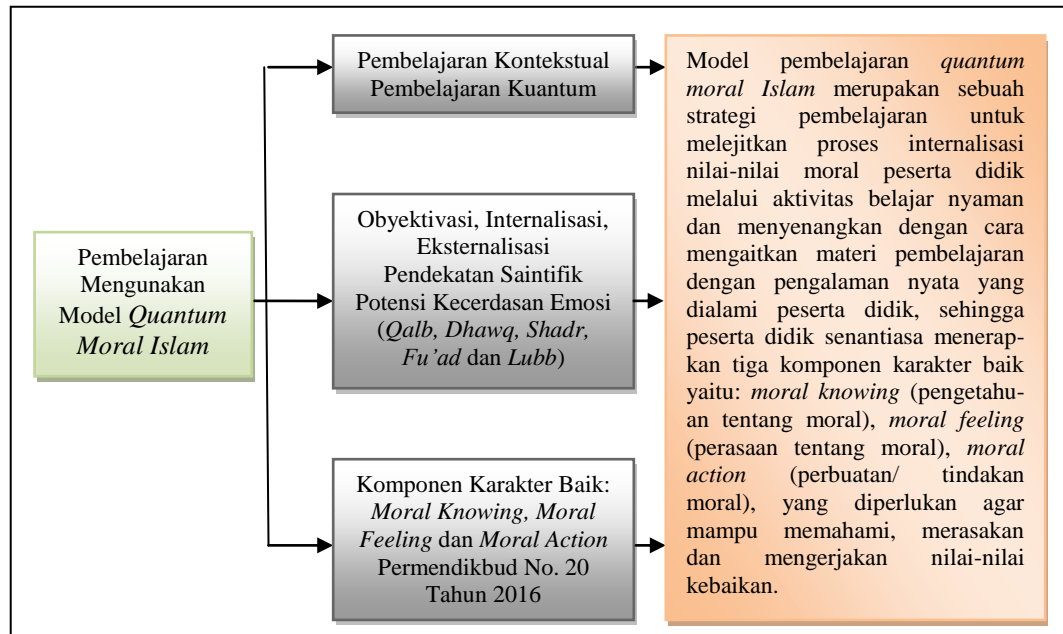 Pembelajaran
Mengunakan
Model Quantum
Moral Islam
Pembelajaran Kontekstual
Pembelajaran Kuantum
Obyektivasi, Internalisasi,
Eksternalisasi
Pendekatan Saintifik
Potensi Kecerdasan Emosi
(Qalb, Dhawq, Shadr,
Fu’ad dan Lubb)
Komponen Karakter Baik:
Moral Knowing, Moral
Feeling dan Moral Action
Permendikbud No. 20
Tahun 2016
Model pembelajaran quantum
moral Islam merupakan sebuah
strategi pembelajaran untuk
melejitkan proses internalisasi
nilai-nilai moral peserta didik
melalui aktivitas belajar nyaman
dan menyenangkan dengan cara
mengaitkan materi pembelajaran
dengan pengalaman nyata yang
dialami peserta didik, sehingga
peserta didik senantiasa menerap-
kan tiga komponen karakter baik
yaitu: moral knowing (pengetahu-
an tentang moral), moral feeling
(perasaan tentang moral), moral
action (perbuatan/ tindakan
moral), yang diperlukan agar
mampu memahami, merasakan
dan mengerjakan nilai-nilai
kebaikan.